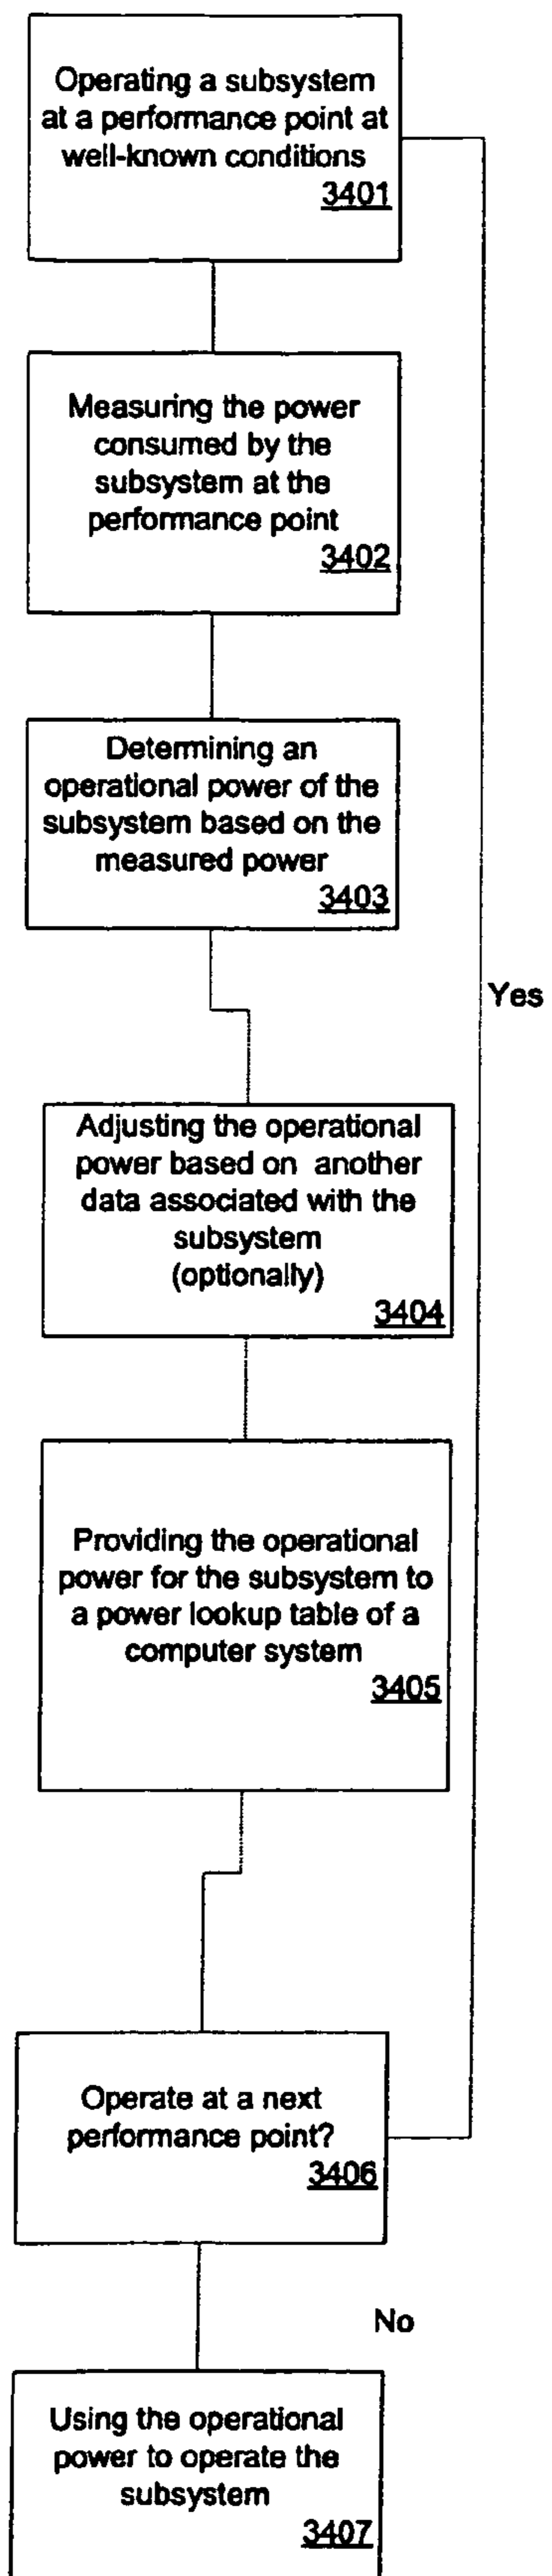 Operating a subsystem
at a performance point at
well-known conditions
3401
Measuring the power
consumed by the
subsystem at the
performance point
3402
Determining an
operational power of the
subsystem based on the
measured power
3403
Yes
Adjusting the operational
power based on another
data associated with the
subsystem
(optionally)
3404
Providing the operational
power for the subsystem to
a power lookup table of a
computer system
3405
Operate at a next
performance point?
3406
No
Using the operational
power to operate the
subsystem
3407